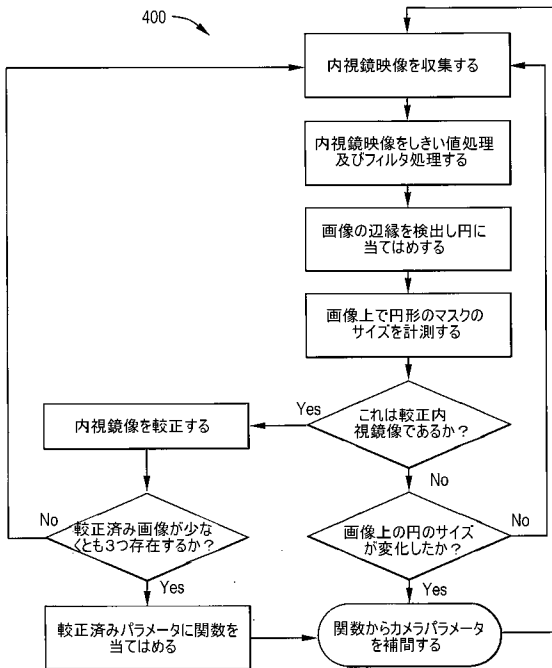 400
内視鏡映像を収集する
内視鏡映像をしきい値処理
及びフィルタ処理する
画像の辺縁を検出し円に
当てはめする
画像上で円形のマスクの
サイズを計測する
これは較正内
視鏡像であるか?
Yes
No
内視鏡像を較正する
較正済み画像が少な
くとも3つ存在するか?
No
Yes
画像上の円のサイズ
が変化したか?
No
Yes
較正済みパラメータに関数を
当てはめる
関数からカメラパラメータ
を補間する